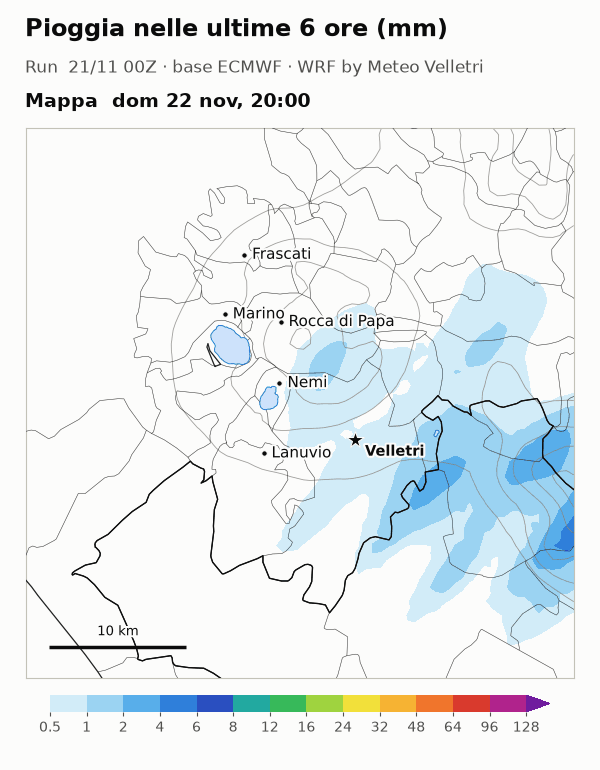 Pioggia nelle ultime 6 ore (mm)
Run  21/11 00Z · base ECMWF · WRF by Meteo Velletri
Mappa  dom 22 nov, 20:00
Frascati
Marino
Rocca di Papa
Nemi
Velletri
Lanuvio
10 km
0.5 1 2 4 6 8 12 16 24 32 48 64 96 128